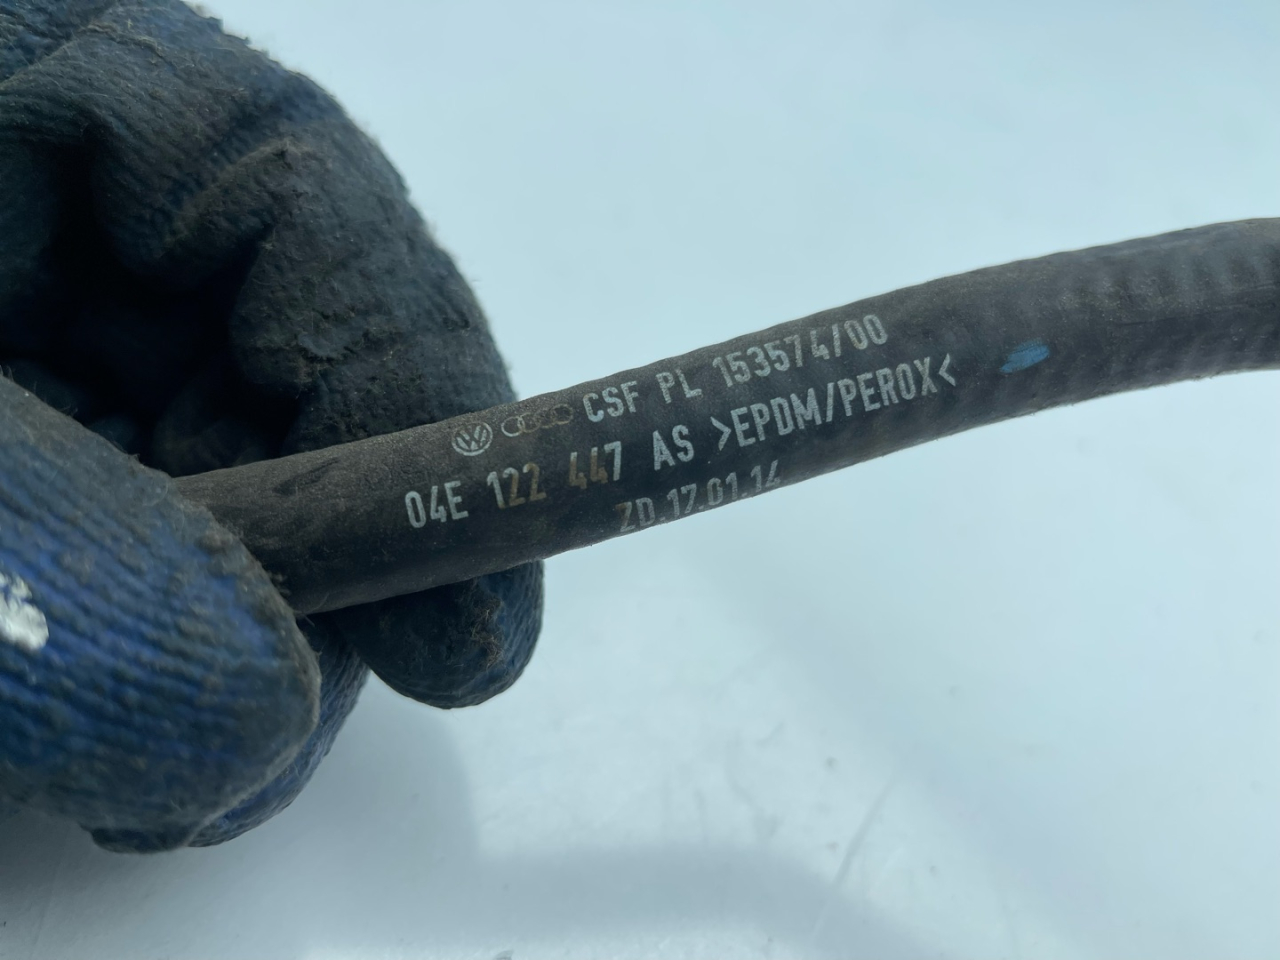 CSF PL 153574/00
04E 122 447 AS >EPDM/PEROX<
ZD.17.01.14